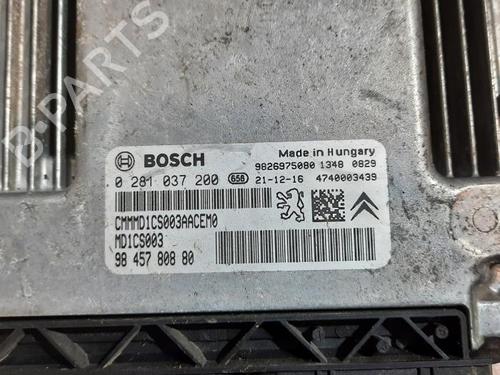 B-PARTS
BOSCH
Made in Hungary
9826975080 1348 0829
0 281 037 200 658 21-12-16 4740003439
CMMMD1CS003AACEM0
MD1CS003
98 457 808 80